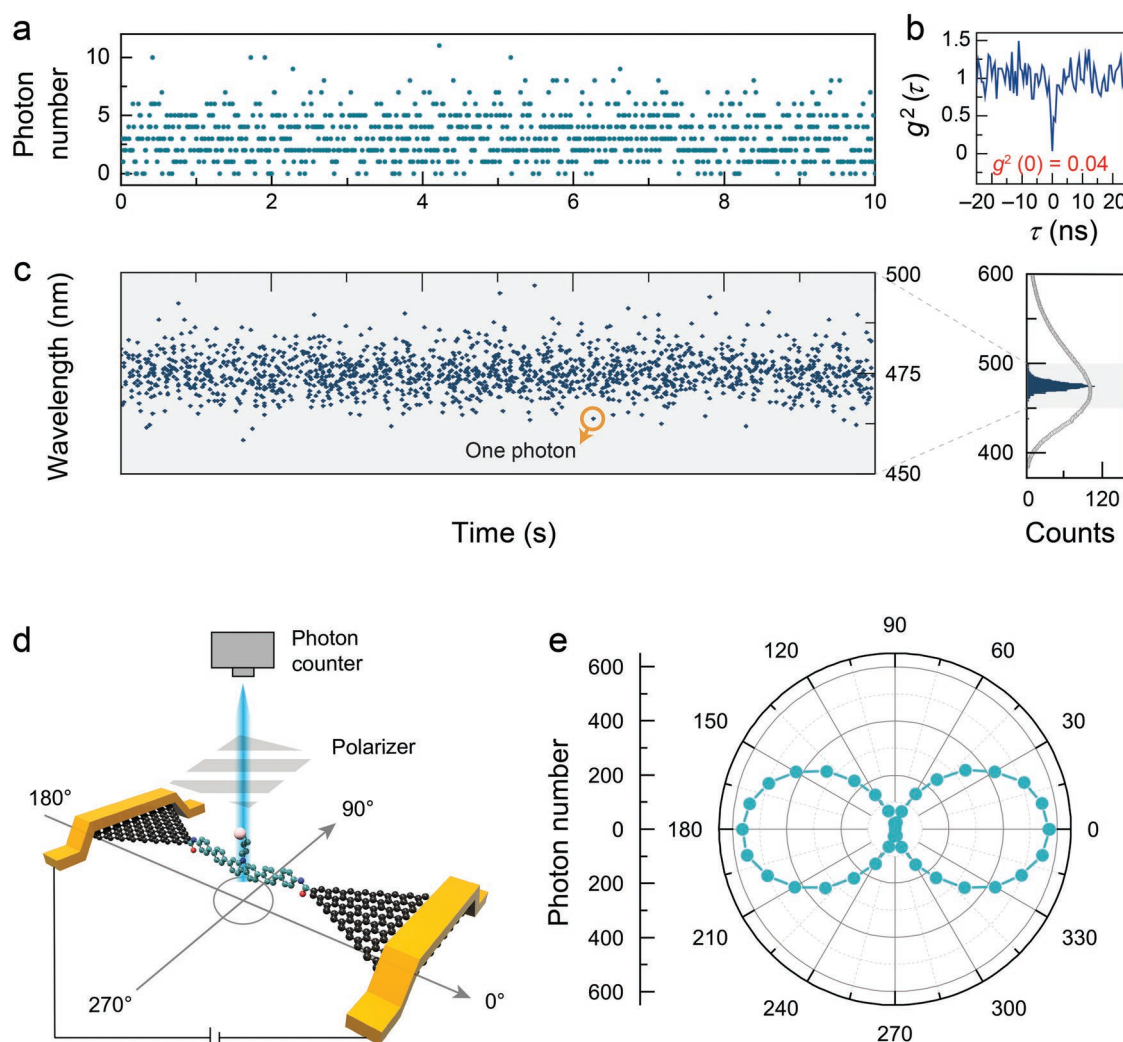 a
Photon
number
10
5
0
0 2 4 6 8 10
b
g² (τ)
1.5
1.0
0.5
0
g² (0) = 0.04
–20 –10 0 10 20
τ (ns)
c
Wavelength (nm)
500
475
450
One photon
Time (s)
600
500
400
0 120
Counts
d
Photon
counter
Polarizer
180°
90°
270°
0°
e
Photon number
600
400
200
0
200
400
600
90
60
30
0
330
300
270
240
210
180
150
120